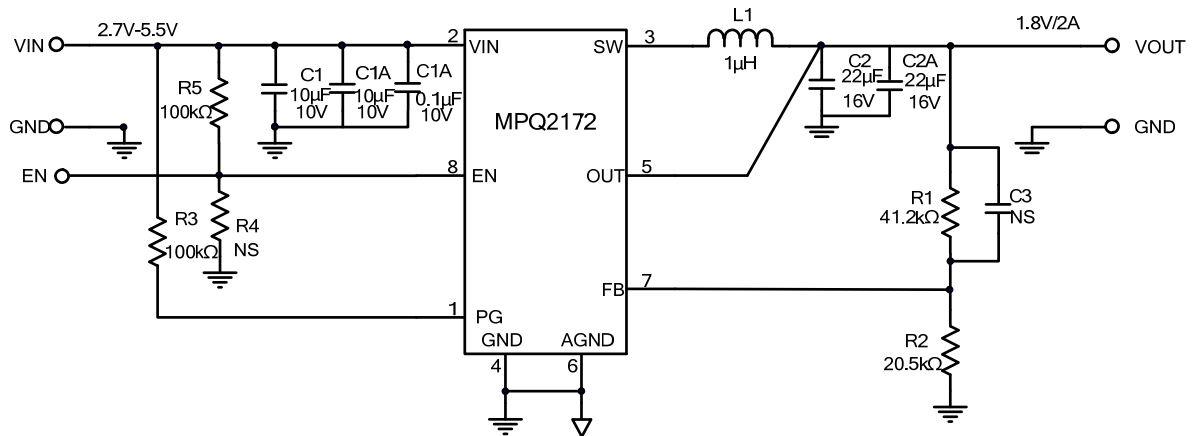 L1
2.7V-5.5V
1.8V/2A
VIN
2
VIN
SW
3
1μH
VOUT
R5
100kΩ
C1
10μF
10V
C1A
10μF
10V
C1A
0.1μF
10V
C2
22μF
16V
C2A
22μF
16V
MPQ2172
GND
GND
EN
8
EN
OUT
5
R3
100kΩ
R4
NS
R1
41.2kΩ
C3
NS
FB
7
1
PG
GND
AGND
4
6
R2
20.5kΩ